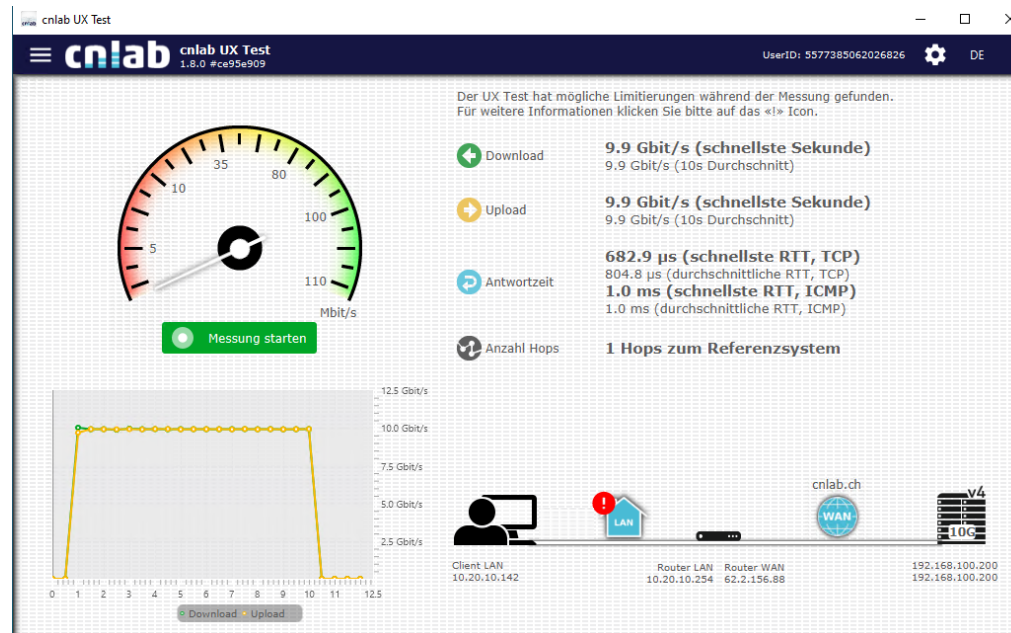 cnlab UX Test
cnlab
cnlab UX Test
1.8.0 #ce95e909
UserID: 5577385062026826
DE
Der UX Test hat mögliche Limitierungen während der Messung gefunden.
Für weitere Informationen klicken Sie bitte auf das «!» Icon.
5
10
35
80
100
110
Mbit/s
Messung starten
Download
9.9 Gbit/s (schnellste Sekunde)
9.9 Gbit/s (10s Durchschnitt)
Upload
9.9 Gbit/s (schnellste Sekunde)
9.9 Gbit/s (10s Durchschnitt)
Antwortzeit
682.9 µs (schnellste RTT, TCP)
804.8 µs (durchschnittliche RTT, TCP)
1.0 ms (schnellste RTT, ICMP)
1.0 ms (durchschnittliche RTT, ICMP)
Anzahl Hops
1 Hops zum Referenzsystem
12.5 Gbit/s
10.0 Gbit/s
7.5 Gbit/s
5.0 Gbit/s
2.5 Gbit/s
0 1 2 3 4 5 6 7 8 9 10 11 12.5
Download Upload
cnlab.ch
v4
!
LAN
WAN
10G
Client LAN
10.20.10.142
Router LAN
10.20.10.254
Router WAN
62.2.156.88
192.168.100.200
192.168.100.200